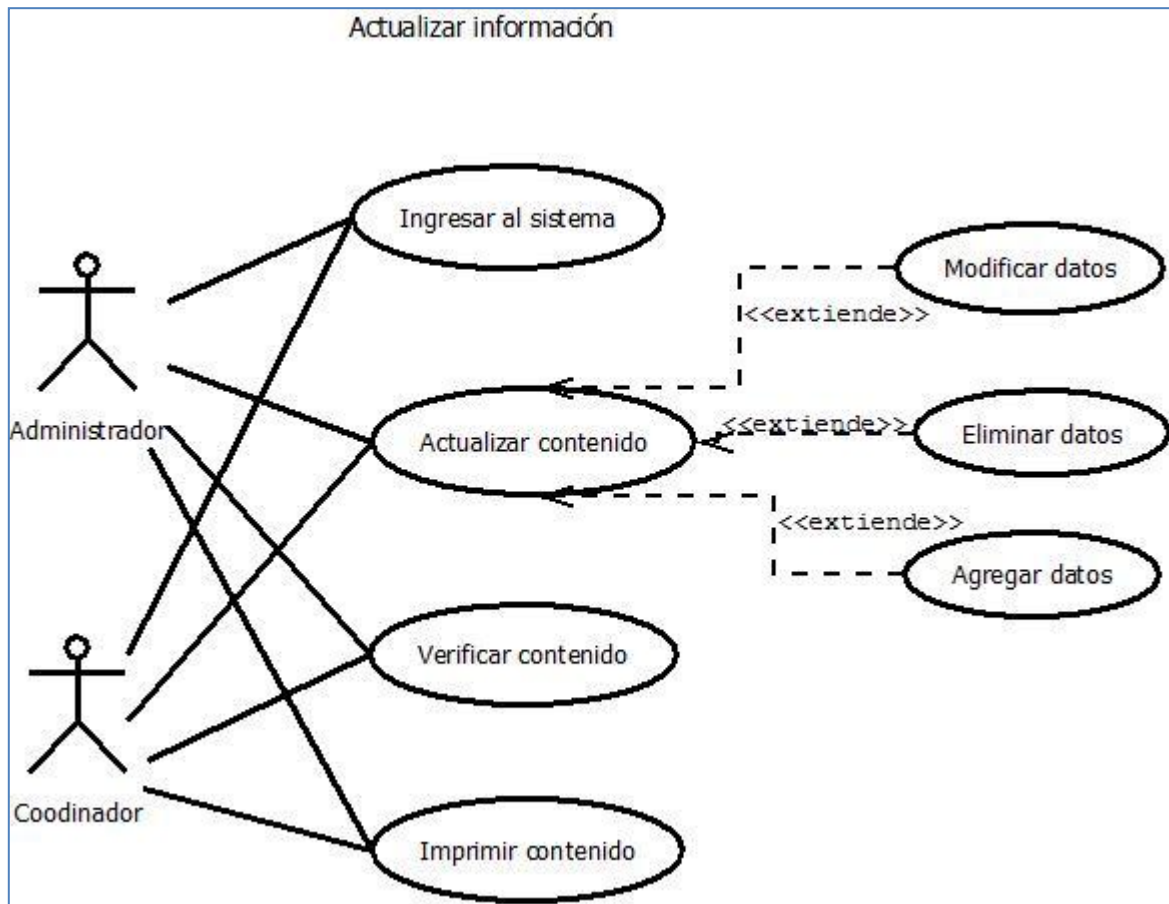 Actualizar información
Ingresar al sistema
Modificar datos
<<extiende>>
Administrador
Actualizar contenido
<<extiende>>
Eliminar datos
<<extiende>>
Agregar datos
Verificar contenido
Coodinador
Imprimir contenido